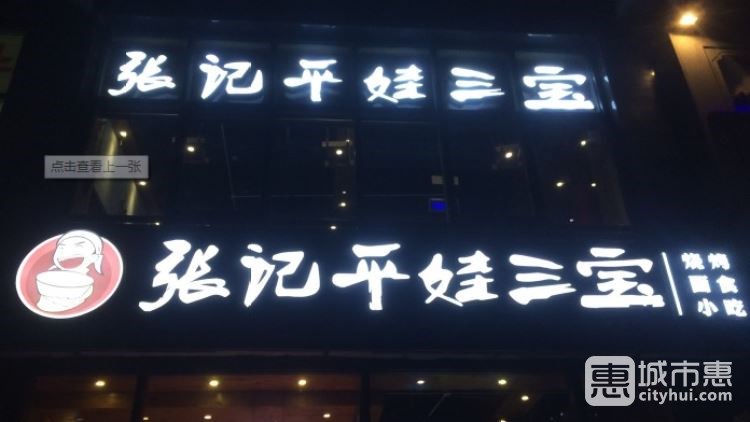 张记平娃三宝
点击查看上一张
张记平娃三宝
烧烤
面食
小吃
惠 城市惠
cityhui.com